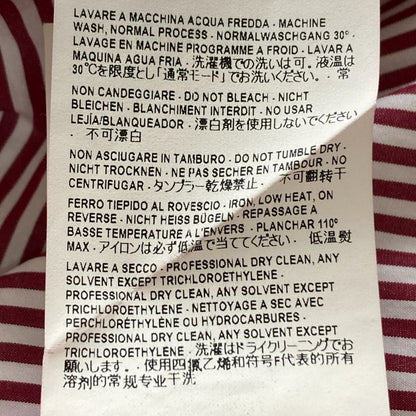 LAVARE A MACCHINA ACQUA FREDDA - MACHINE
WASH, NORMAL PROCESS - NORMALWASCHGANG 30° -
LAVAGE EN MACHINE PROGRAMME A FROID - LAVAR A
MAQUINA AGUA FRIA - 洗濯機での洗いは可。液温は
30℃を限度とし「通常モード」でお洗いください。 常
NON CANDEGGIARE - DO NOT BLEACH - NICHT
BLEICHEN - BLANCHIMENT INTERDIT - NO USAR
LEJÍA/BLANQUEADOR - 漂白剤を使用しないでください
- 不可漂白
NON ASCIUGARE IN TAMBURO - DO NOT TUMBLE DRY -
NICHT TROCKNEN - NE PAS SECHER EN TAMBOUR - NO
CENTRIFUGAR - タンブラー乾燥禁止 - 不可翻转干
FERRO TIEPIDO AL ROVESCIO - IRON, LOW HEAT, ON
REVERSE - NICHT HEISS BÜGELN - REPASSAGE A
BASSE TEMPERATURE A L'ENVERS - PLANCHAR 110º
MAX - アイロンは必ず低温で当ててください - 低温熨
LAVARE A SECCO - PROFESSIONAL DRY CLEAN, ANY
SOLVENT EXCEPT TRICHLOROETHYLENE -
PROFESSIONAL DRY CLEAN, ANY SOLVENT EXCEPT
TRICHLORETHYLENE - NETTOYAGE A SEC AVEC
PERCHLORÉTHYLÈNE OU HYDROCARBURES -
PROFESSIONAL DRY CLEAN, ANY SOLVENT EXCEPT
TRICHLOROETHYLENE - 洗濯はドライクリーニングでお
願いします。- 使用四氯乙烯和符号F代表的所有
溶剂的常规专业干洗